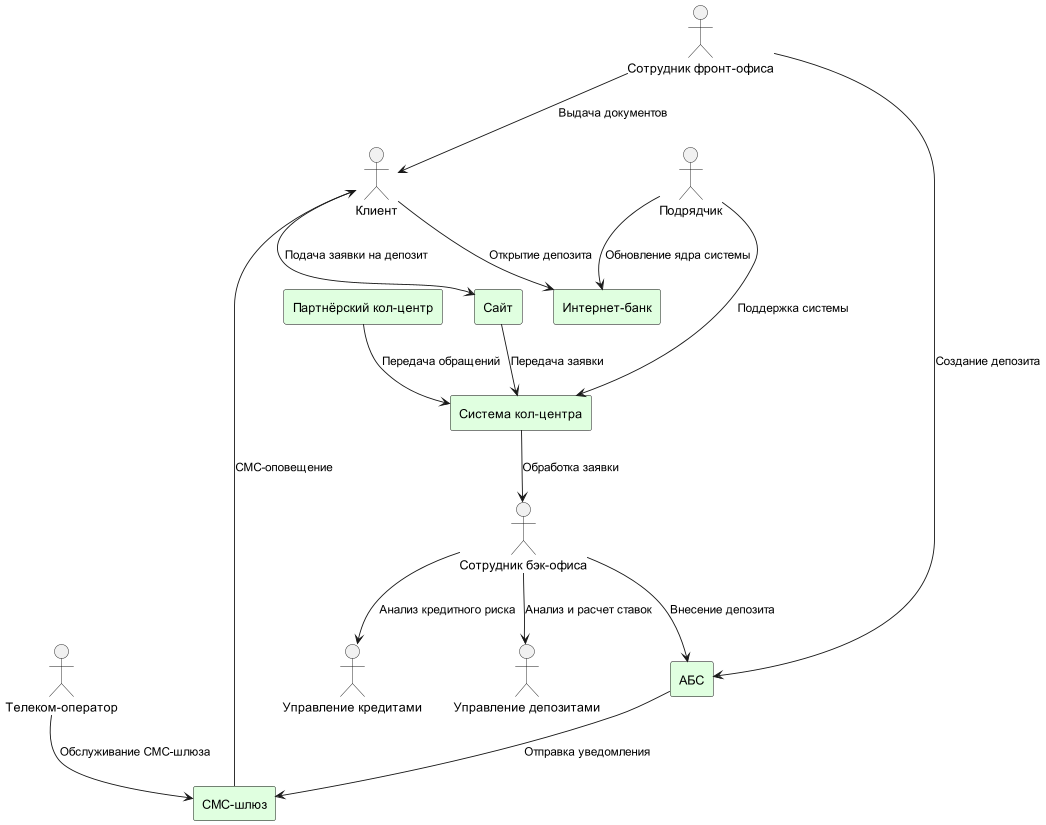 Сотрудник фронт-офиса
Выдача документов
Клиент
Подрядчик
Подача заявки на депозит
Открытие депозита
Обновление ядра системы
Партнёрский кол-центр
Сайт
Интернет-банк
Поддержка системы
Передача обращений
Передача заявки
Создание депозита
Система кол-центра
СМС-оповещение
Обработка заявки
Сотрудник бэк-офиса
Анализ кредитного риска
Анализ и расчет ставок
Внесение депозита
Телеком-оператор
Управление кредитами
Управление депозитами
АБС
Обслуживание СМС-шлюза
Отправка уведомления
СМС-шлюз